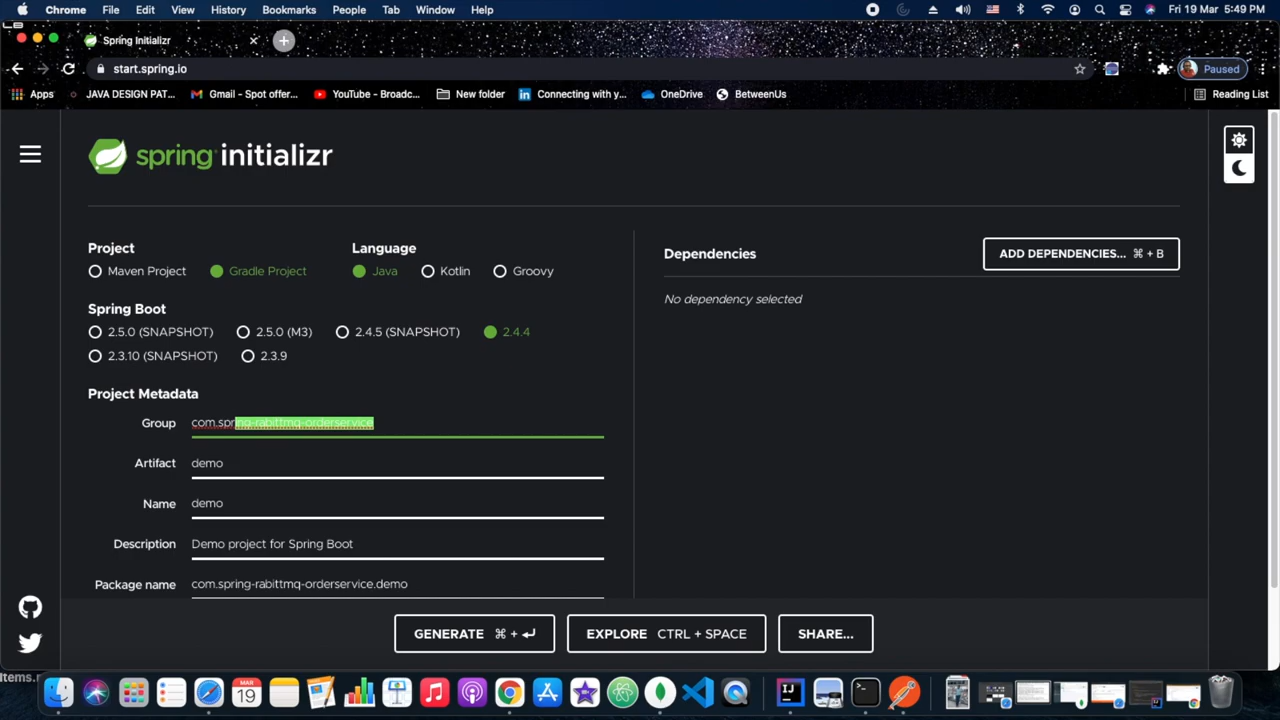 Chrome File Edit View History Bookmarks People Tab Window Help Fri 19 Mar 5:49 PM
Spring Initializr
start.spring.io Paused
Apps JAVA DESIGN PAT... Gmail - Spot offer... YouTube - Broadc... New folder Connecting with y... OneDrive BetweenUs Reading List
spring initializr
Project Language Dependencies ADD DEPENDENCIES... ⌘ + B
Maven Project Gradle Project Java Kotlin Groovy
No dependency selected
Spring Boot
2.5.0 (SNAPSHOT) 2.5.0 (M3) 2.4.5 (SNAPSHOT) 2.4.4
2.3.10 (SNAPSHOT) 2.3.9
Project Metadata
Group com.spring-rabittmq-orderservice
Artifact demo
Name demo
Description Demo project for Spring Boot
Package name com.spring-rabittmq-orderservice.demo
GENERATE ⌘ + ↵ EXPLORE CTRL + SPACE SHARE...
MAR
19